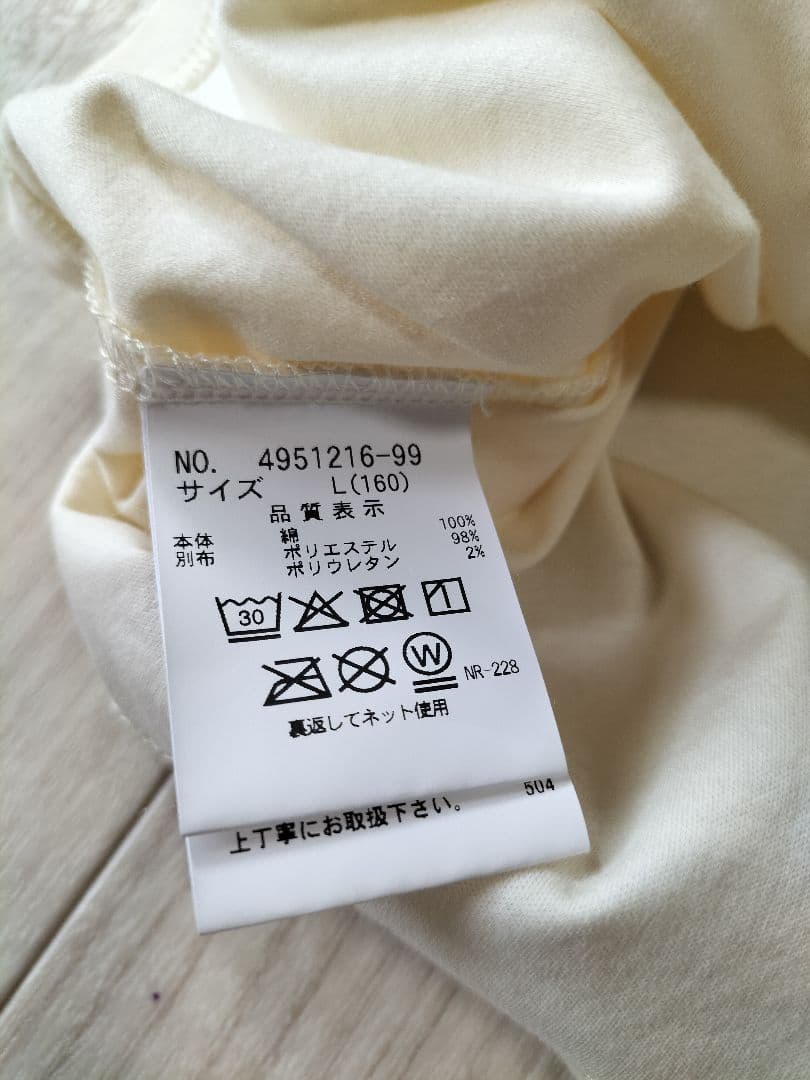 NO. 4951216-99
サイズ L(160)
品質表示
本体 綿 100%
別布 ポリエステル 98%
ポリウレタン 2%
30
W NR-228
裏返してネット使用
504
上丁寧にお取扱下さい。